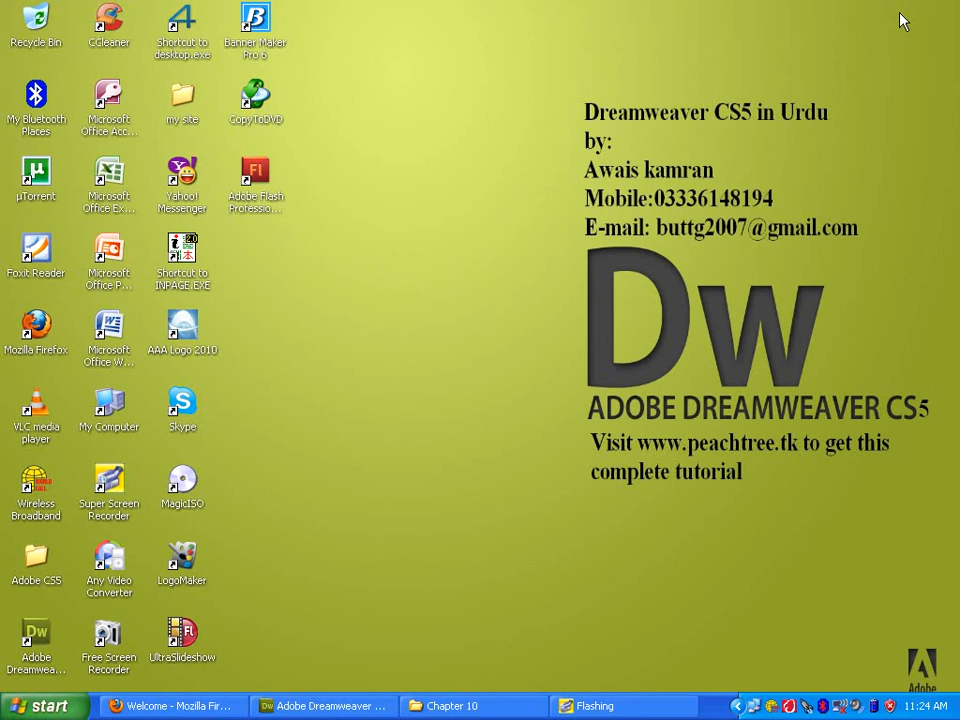 Recycle Bin
CCleaner
Shortcut to
desktop.exe
Banner Maker
Pro 6
My Bluetooth
Places
Microsoft
Office Acc...
my site
CopyToDVD
µTorrent
Microsoft
Office Ex...
Yahoo!
Messenger
Adobe Flash
Professio...
Foxit Reader
Microsoft
Office P...
Shortcut to
INPAGE.EXE
Mozilla Firefox
Microsoft
Office W...
AAA Logo 2010
VLC media
player
My Computer
Skype
Wireless
Broadband
Super Screen
Recorder
MagicISO
Adobe CS5
Any Video
Converter
LogoMaker
Adobe
Dreamwea...
Free Screen
Recorder
UltraSlideshow
Dreamweaver CS5 in Urdu
by:
Awais kamran
Mobile:03336148194
E-mail: buttg2007@gmail.com
Dw
ADOBE DREAMWEAVER CS5
Visit www.peachtree.tk to get this
complete tutorial
Adobe
start
Welcome - Mozilla Fir...
Adobe Dreamweaver ...
Chapter 10
Flashing
11:24 AM